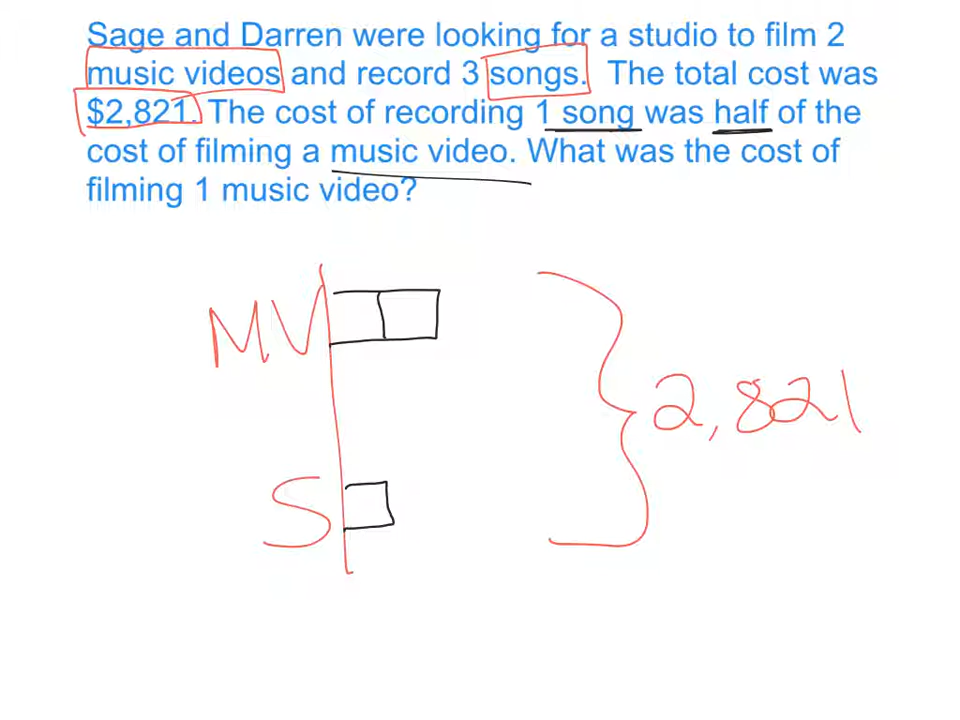 Sage and Darren were looking for a studio to film 2
music videos and record 3 songs. The total cost was
$2,821. The cost of recording 1 song was half of the
cost of filming a music video. What was the cost of
filming 1 music video?
MV
2,821
S